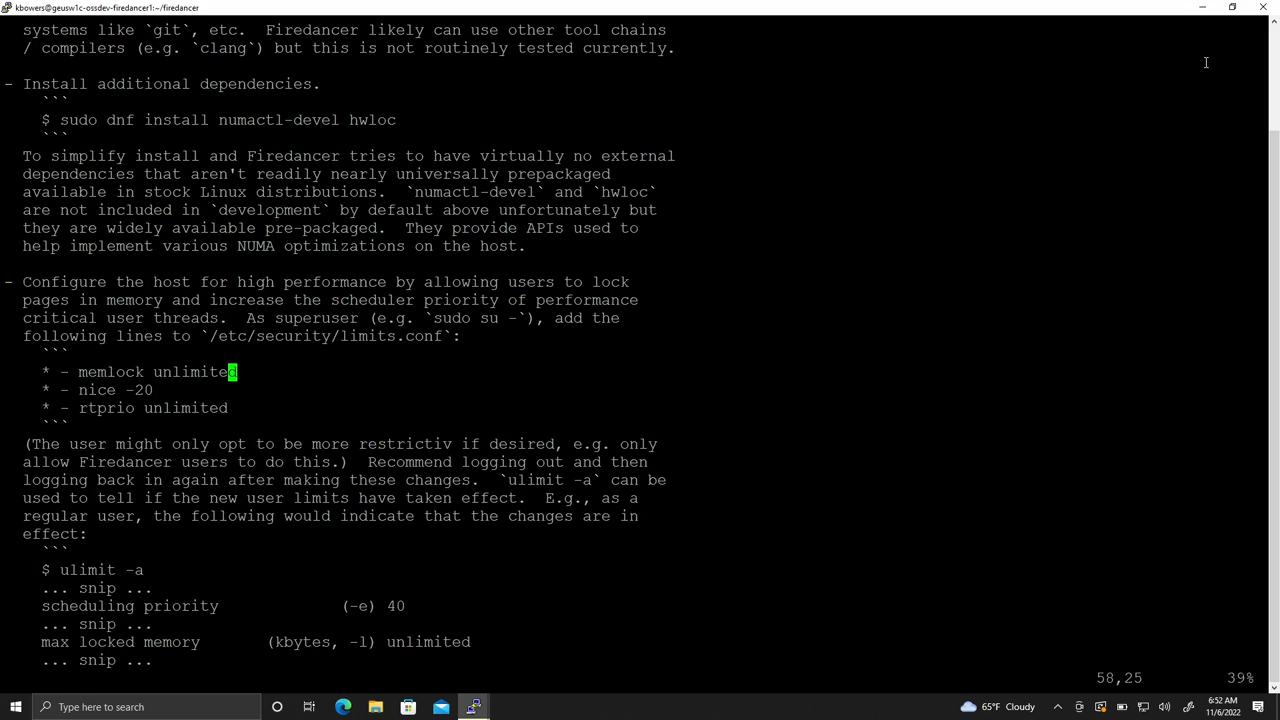 kbowers@geusw1c-ossdev-firedancer1:~/firedancer
systems like `git`, etc.  Firedancer likely can use other tool chains
/ compilers (e.g. `clang`) but this is not routinely tested currently.
- Install additional dependencies.
```
$ sudo dnf install numactl-devel hwloc
```
To simplify install and Firedancer tries to have virtually no external
dependencies that aren't readily nearly universally prepackaged
available in stock Linux distributions.  `numactl-devel` and `hwloc`
are not included in `development` by default above unfortunately but
they are widely available pre-packaged.  They provide APIs used to
help implement various NUMA optimizations on the host.
- Configure the host for high performance by allowing users to lock
pages in memory and increase the scheduler priority of performance
critical user threads.  As superuser (e.g. `sudo su -`), add the
following lines to `/etc/security/limits.conf`:
```
* - memlock unlimited
* - nice -20
* - rtprio unlimited
```
(The user might only opt to be more restrictiv if desired, e.g. only
allow Firedancer users to do this.)  Recommend logging out and then
logging back in again after making these changes.  `ulimit -a` can be
used to tell if the new user limits have taken effect.  E.g., as a
regular user, the following would indicate that the changes are in
effect:
```
$ ulimit -a
... snip ...
scheduling priority             (-e) 40
... snip ...
max locked memory       (kbytes, -l) unlimited
... snip ...
58,25 39%
Type here to search
65°F Cloudy
6:52 AM
11/6/2022